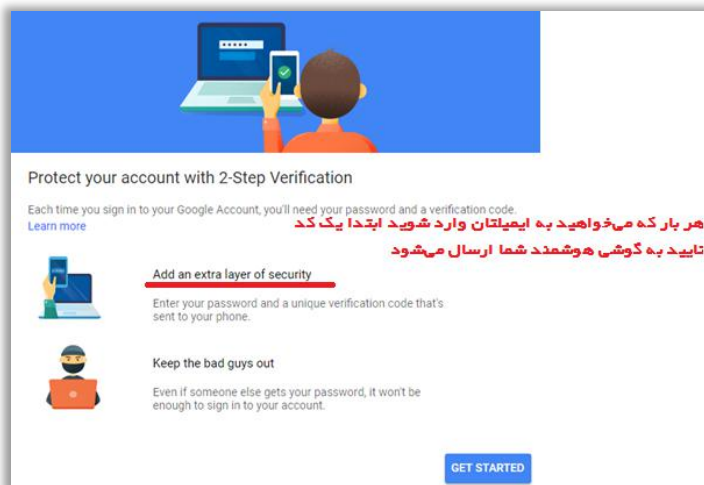 Protect your account with 2-Step Verification
Each time you sign in to your Google Account, you'll need your password and a verification code.
Learn more
هر بار که می‌خواهید به ایمیلتان وارد شوید ابتدا یک کد
تایید به گوشی هوشمند شما ارسال می‌شود
Add an extra layer of security
Enter your password and a unique verification code that's
sent to your phone.
Keep the bad guys out
Even if someone else gets your password, it won't be
enough to sign in to your account.
GET STARTED